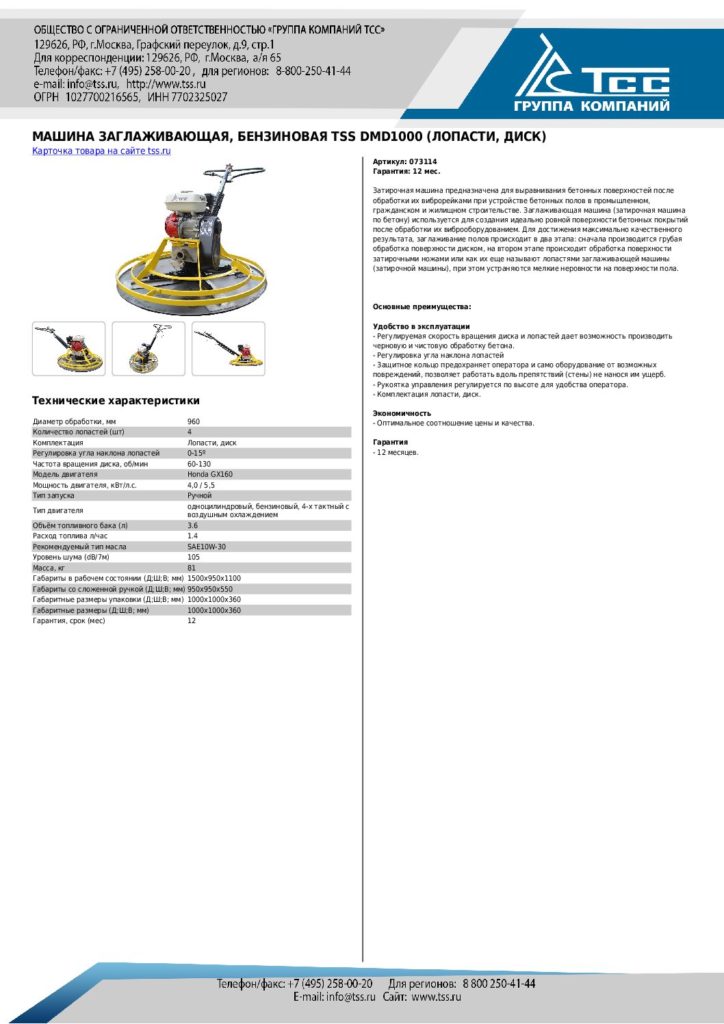 ОБЩЕСТВО С ОГРАНИЧЕННОЙ ОТВЕТСТВЕННОСТЬЮ «ГРУППА КОМПАНИЙ ТСС»
129626, РФ, г.Москва, Графский переулок, д.9, стр.1
Для корреспонденции: 129626, РФ, г.Москва, а/я 65
Телефон/факс: +7 (495) 258-00-20 , для регионов: 8-800-250-41-44
e-mail: info@tss.ru, http://www.tss.ru
ОГРН 1027700216565, ИНН 7702325027
ТСС
ГРУППА КОМПАНИЙ
МАШИНА ЗАГЛАЖИВАЮЩАЯ, БЕНЗИНОВАЯ TSS DMD1000 (ЛОПАСТИ, ДИСК)
Карточка товара на сайте tss.ru
Технические характеристики
Диаметр обработки, мм 960
Количество лопастей (шт) 4
Комплектация Лопасти, диск
Регулировка угла наклона лопастей 0-15º
Частота вращения диска, об/мин 60-130
Модель двигателя Honda GX160
Мощность двигателя, кВт/л.с. 4,0 / 5,5
Тип запуска Ручной
Тип двигателя одноцилиндровый, бензиновый, 4-х тактный с
воздушным охлаждением
Объём топливного бака (л) 3.6
Расход топлива л/час 1.4
Рекомендуемый тип масла SAE10W-30
Уровень шума (dB/7м) 105
Масса, кг 81
Габариты в рабочем состоянии (Д;Ш;В; мм) 1500x950x1100
Габариты со сложенной ручкой (Д;Ш;В; мм) 950x950x550
Габаритные размеры упаковки (Д;Ш;В; мм) 1000x1000x360
Габаритные размеры (Д;Ш;В; мм) 1000x1000x360
Гарантия, срок (мес) 12
Артикул: 073114
Гарантия: 12 мес.
Затирочная машина предназначена для выравнивания бетонных поверхностей после
обработки их виброрейками при устройстве бетонных полов в промышленном,
гражданском и жилищном строительстве. Заглаживающая машина (затирочная машина
по бетону) используется для создания идеально ровной поверхности бетонных покрытий
после обработки их виброоборудованием. Для достижения максимально качественного
результата, заглаживание полов происходит в два этапа: сначала производится грубая
обработка поверхности диском, на втором этапе происходит обработка поверхности
затирочными ножами или как их еще называют лопастями заглаживающей машины
(затирочной машины), при этом устраняются мелкие неровности на поверхности пола.
Основные преимущества:
Удобство в эксплуатации
- Регулируемая скорость вращения диска и лопастей дает возможность производить
черновую и чистовую обработку бетона.
- Регулировка угла наклона лопастей
- Защитное кольцо предохраняет оператора и само оборудование от возможных
повреждений, позволяет работать вдоль препятствий (стены) не нанося им ущерб.
- Рукоятка управления регулируется по высоте для удобства оператора.
- Комплектация лопасти, диск.
Экономичность
- Оптимальное соотношение цены и качества.
Гарантия
- 12 месяцев.
Телефон/факс: +7 (495) 258-00-20 Для регионов: 8 800 250-41-44
E-mail: info@tss.ru Сайт: www.tss.ru